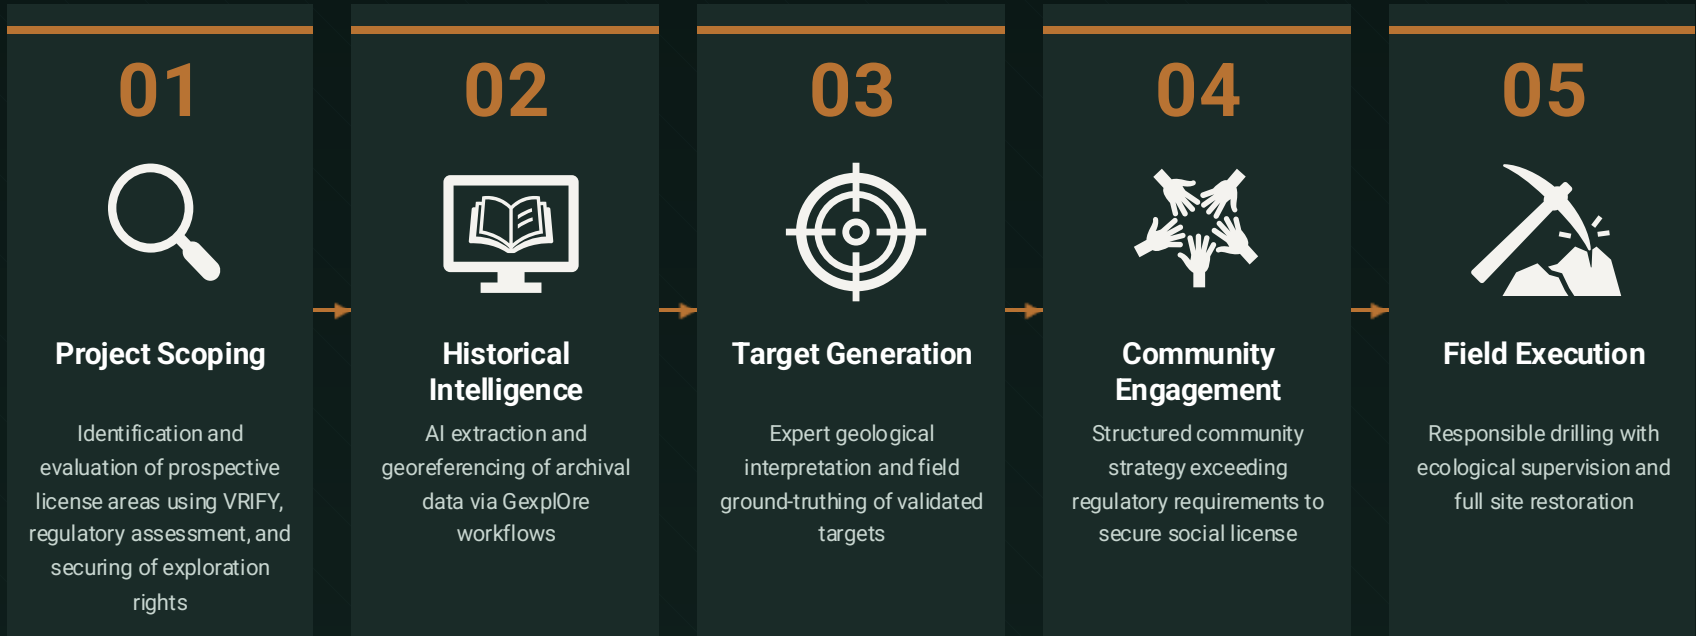 01
Project Scoping
Identification and
evaluation of prospective
license areas using VRIFY,
regulatory assessment, and
securing of exploration
rights
02
Historical
Intelligence
AI extraction and
georeferencing of archival
data via GexplOre
workflows
03
Target Generation
Expert geological
interpretation and field
ground-truthing of validated
targets
04
Community
Engagement
Structured community
strategy exceeding
regulatory requirements to
secure social license
05
Field Execution
Responsible drilling with
ecological supervision and
full site restoration